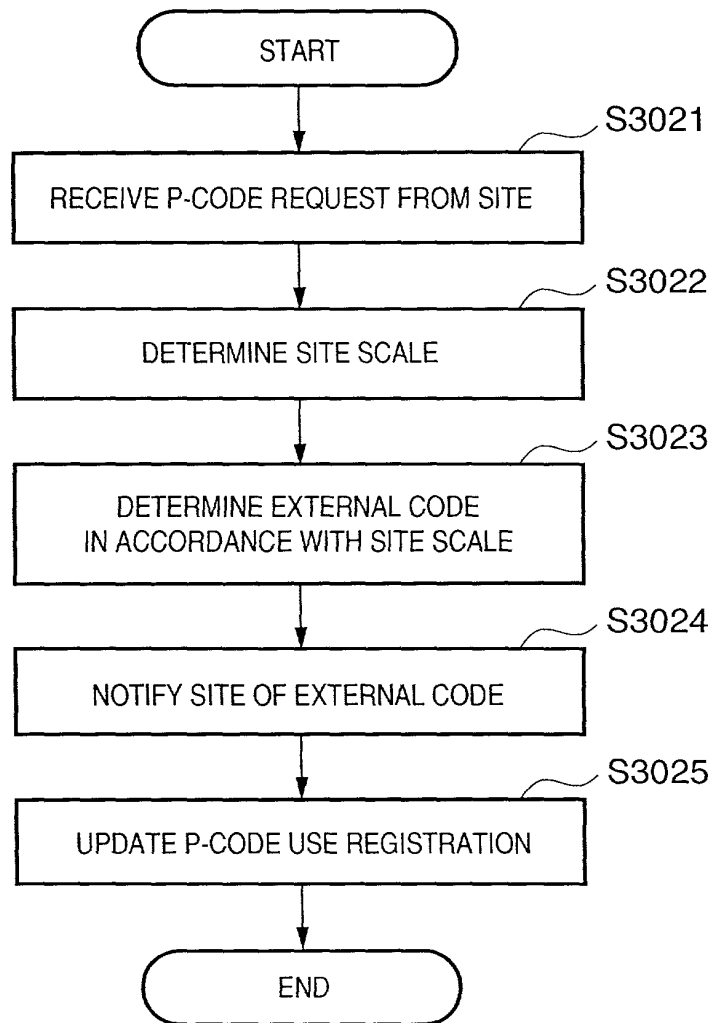 START
S3021
RECEIVE P-CODE REQUEST FROM SITE
S3022
DETERMINE SITE SCALE
S3023
DETERMINE EXTERNAL CODE
IN ACCORDANCE WITH SITE SCALE
S3024
NOTIFY SITE OF EXTERNAL CODE
S3025
UPDATE P-CODE USE REGISTRATION
END